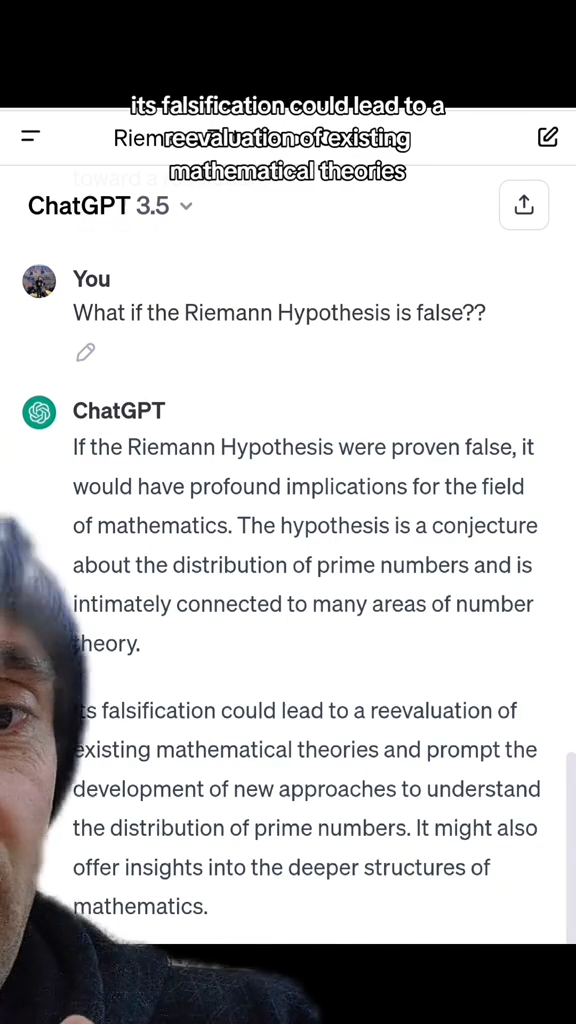 its falsification could lead to a
reevaluation of existing
mathematical theories
toward a
ChatGPT 3.5
You
What if the Riemann Hypothesis is false??
ChatGPT
If the Riemann Hypothesis were proven false, it
would have profound implications for the field
of mathematics. The hypothesis is a conjecture
about the distribution of prime numbers and is
intimately connected to many areas of number
theory.
its falsification could lead to a reevaluation of
existing mathematical theories and prompt the
development of new approaches to understand
the distribution of prime numbers. It might also
offer insights into the deeper structures of
mathematics.